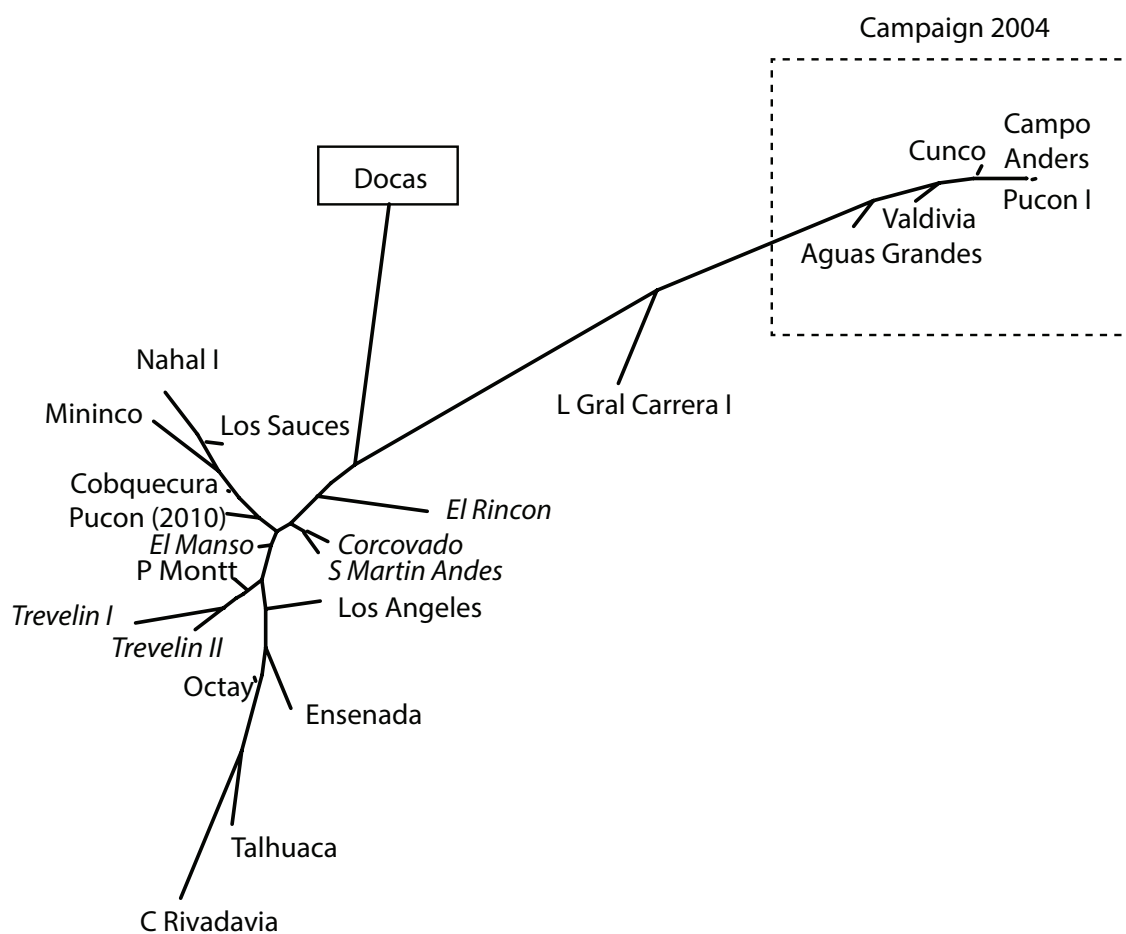 Campaign 2004
Campo
Anders
Cunco
Docas
Pucon I
Valdivia
Aguas Grandes
Nahal I
L Gral Carrera I
Mininco
Los Sauces
Cobquecura
El Rincon
Pucon (2010)
El Manso
Corcovado
P Montt
S Martin Andes
Trevelin I
Los Angeles
Trevelin II
Octay
Ensenada
Talhuaca
C Rivadavia